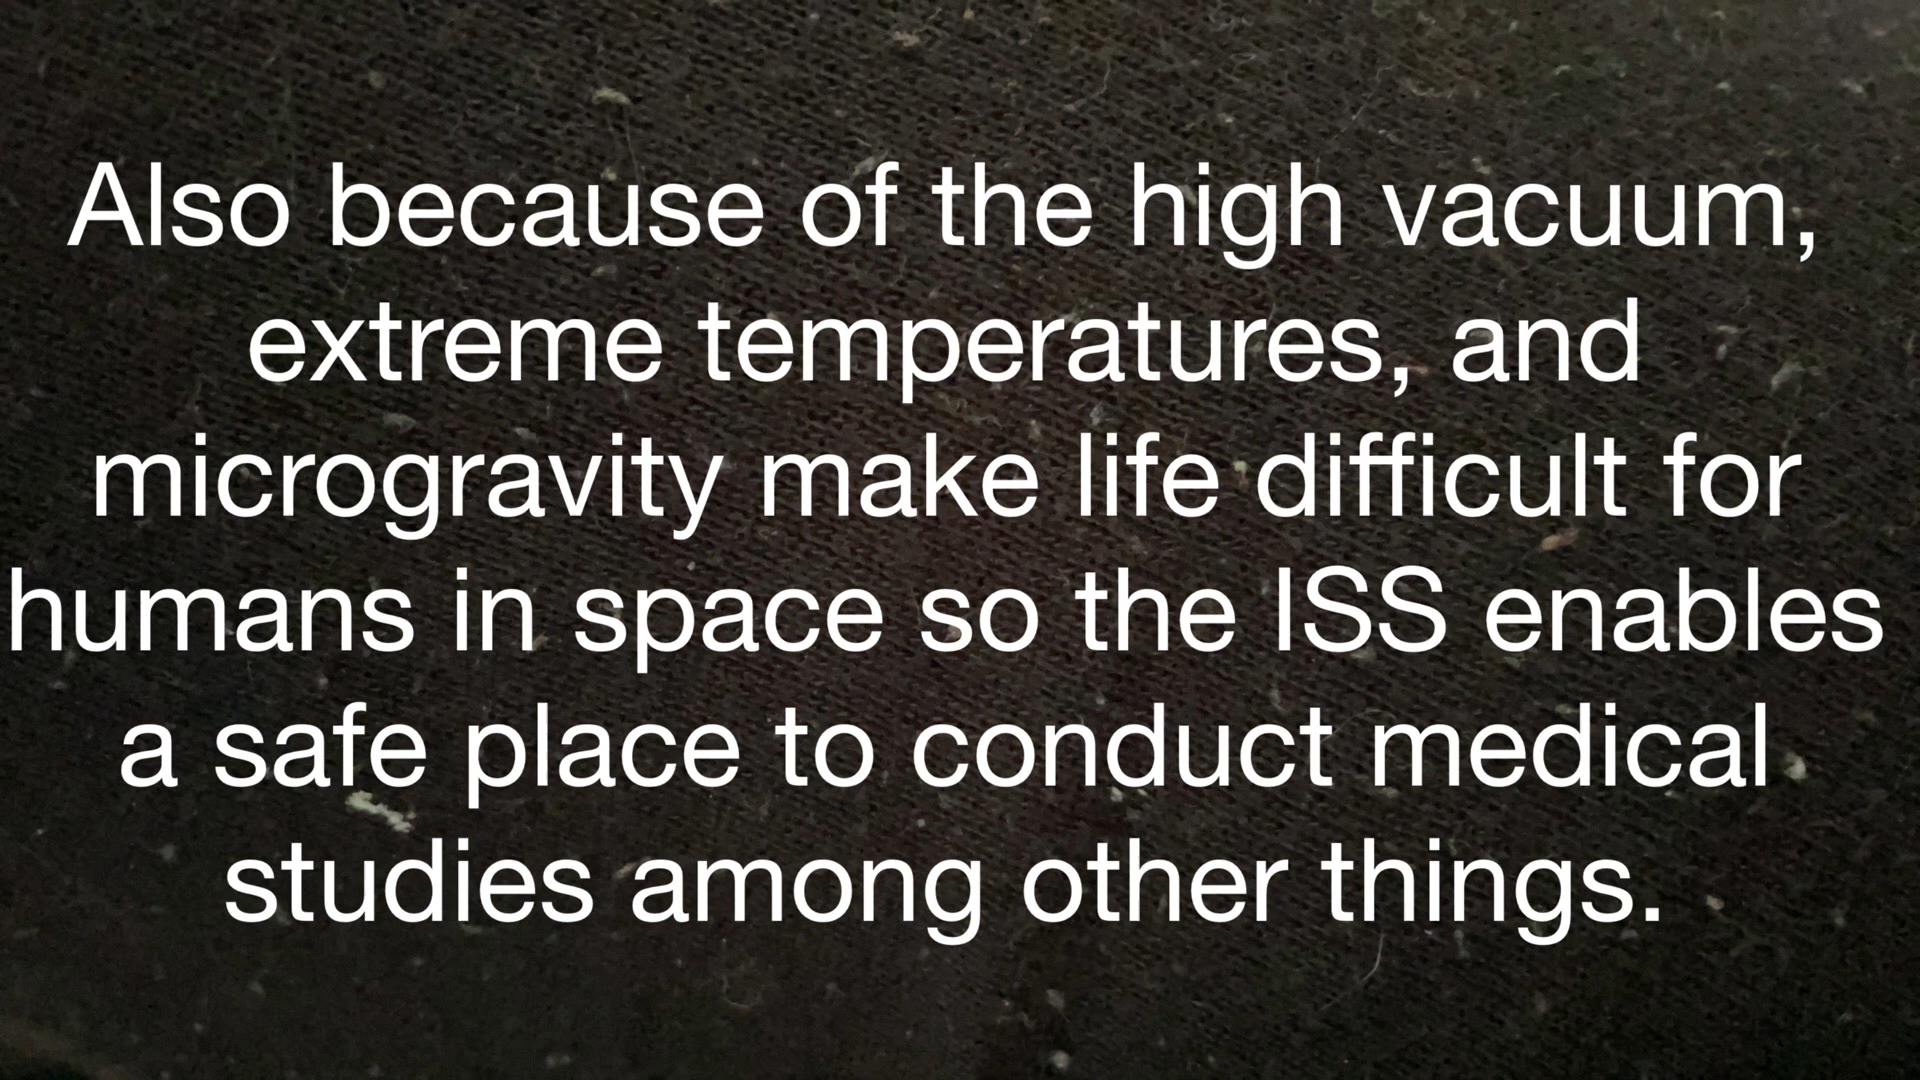 Also because of the high vacuum,
extreme temperatures, and
microgravity make life difficult for
humans in space so the ISS enables
a safe place to conduct medical
studies among other things.